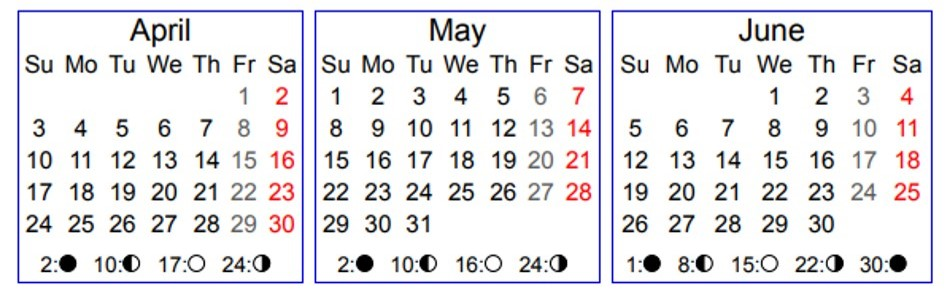 April
Su Mo Tu We Th Fr Sa
1 2
3 4 5 6 7 8 9
10 11 12 13 14 15 16
17 18 19 20 21 22 23
24 25 26 27 28 29 30
2:● 10:◐ 17:○ 24:◑
May
Su Mo Tu We Th Fr Sa
1 2 3 4 5 6 7
8 9 10 11 12 13 14
15 16 17 18 19 20 21
22 23 24 25 26 27 28
29 30 31
2:● 10:◐ 16:○ 24:◑
June
Su Mo Tu We Th Fr Sa
1 2 3 4
5 6 7 8 9 10 11
12 13 14 15 16 17 18
19 20 21 22 23 24 25
26 27 28 29 30
1:● 8:◐ 15:○ 22:◑ 30:●